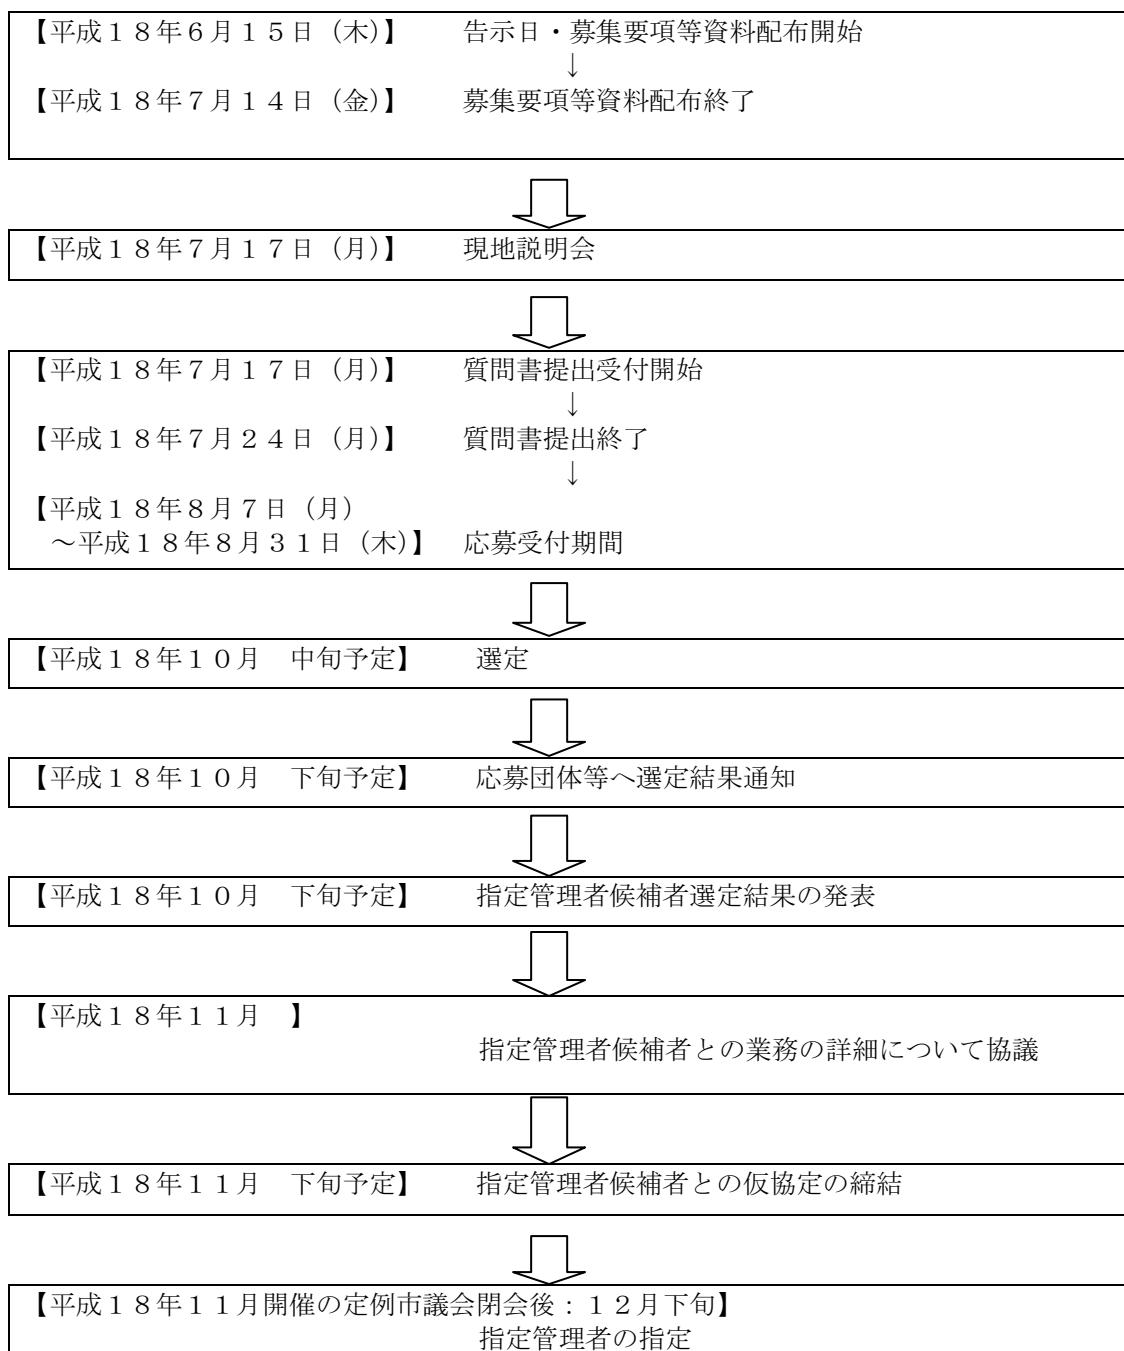 【平成１８年６月１５日（木）】　　告示日・募集要項等資料配布開始
↓
【平成１８年７月１４日（金）】　　募集要項等資料配布終了
【平成１８年７月１７日（月）】　　現地説明会
【平成１８年７月１７日（月）】　　質問書提出受付開始
↓
【平成１８年７月２４日（月）】　　質問書提出終了
↓
【平成１８年８月７日（月）
～平成１８年８月３１日（木）】　応募受付期間
【平成１８年１０月　中旬予定】　　選定
【平成１８年１０月　下旬予定】　　応募団体等へ選定結果通知
【平成１８年１０月　下旬予定】　　指定管理者候補者選定結果の発表
【平成１８年１１月　】
指定管理者候補者との業務の詳細について協議
【平成１８年１１月　下旬予定】　　指定管理者候補者との仮協定の締結
【平成１８年１１月開催の定例市議会閉会後：１２月下旬】
指定管理者の指定